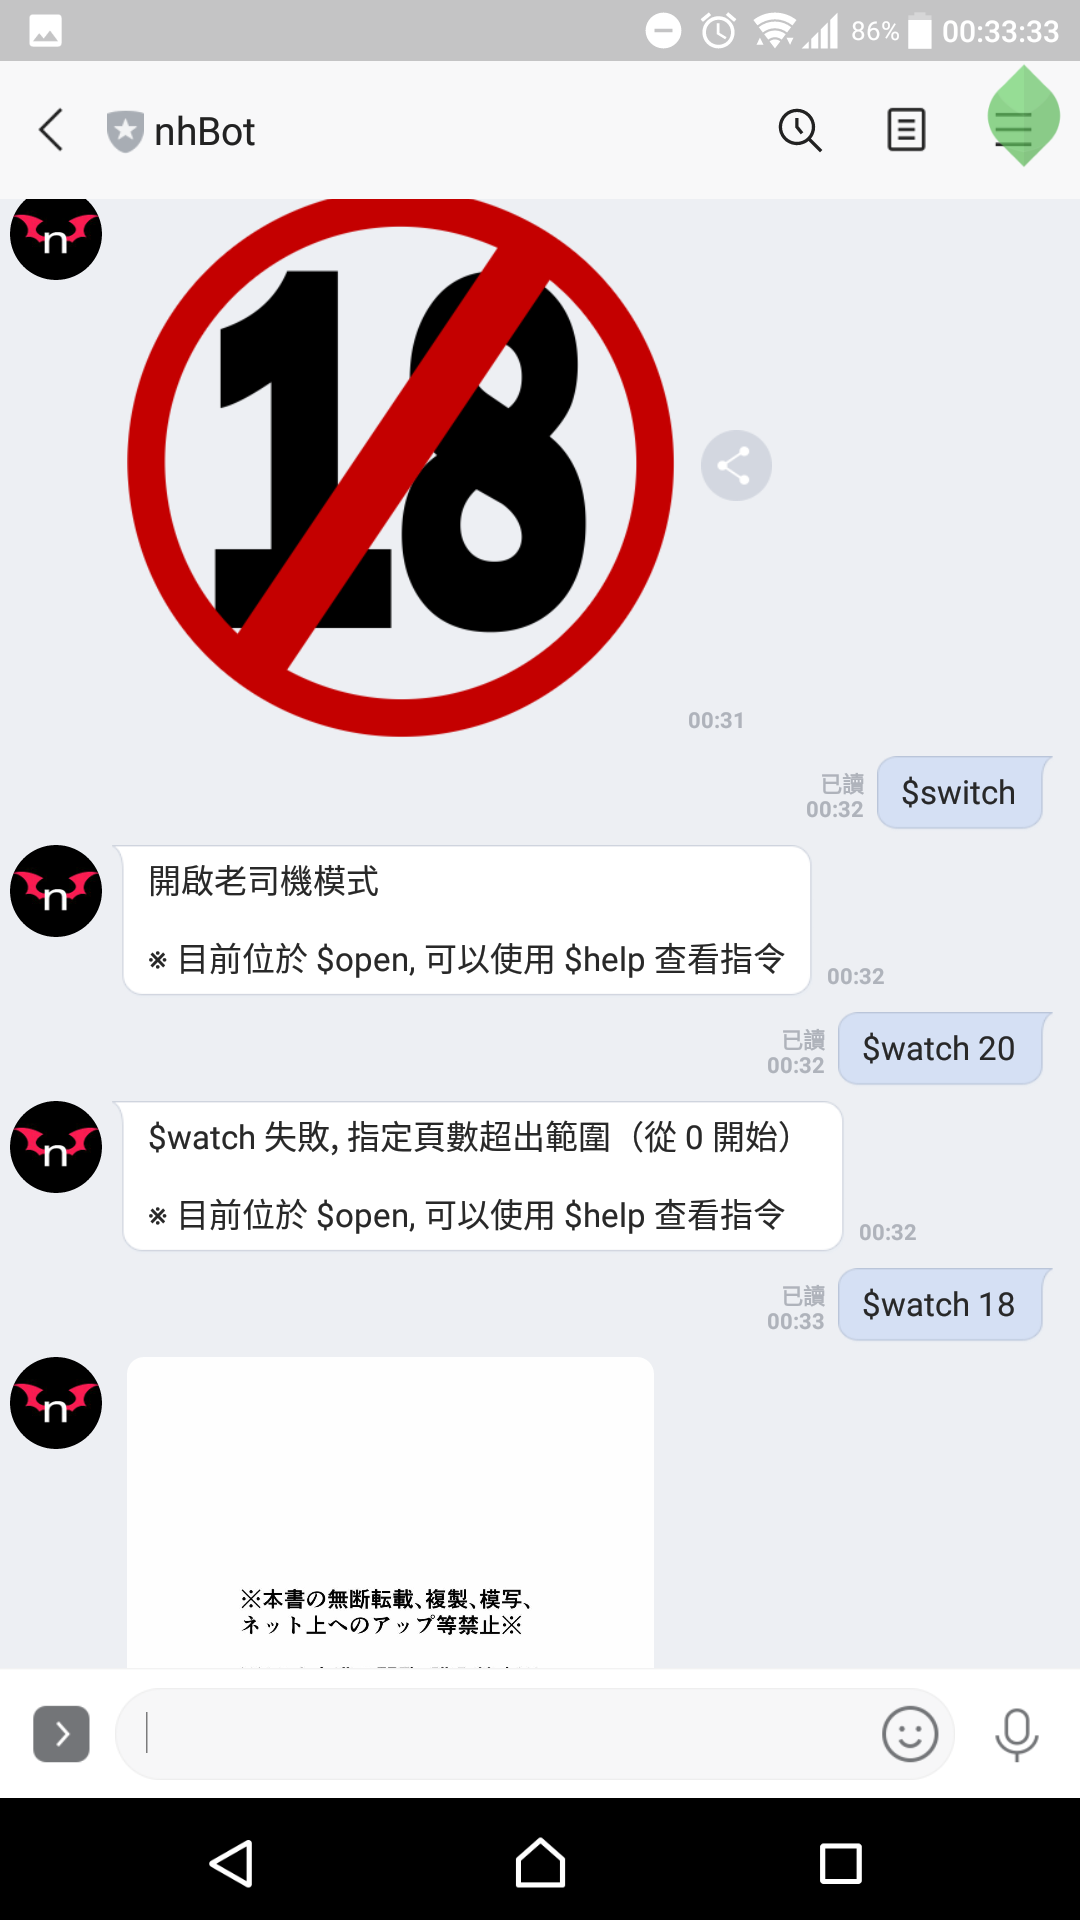 86% 00:33:33
nhBot
n
18
00:31
已讀
00:32
$switch
n
開啟老司機模式
※ 目前位於 $open, 可以使用 $help 查看指令
00:32
已讀
00:32
$watch 20
n
$watch 失敗, 指定頁數超出範圍（從 0 開始）
※ 目前位於 $open, 可以使用 $help 查看指令
00:32
已讀
00:33
$watch 18
n
※本書の無断転載、複製、模写、
ネット上へのアップ等禁止※